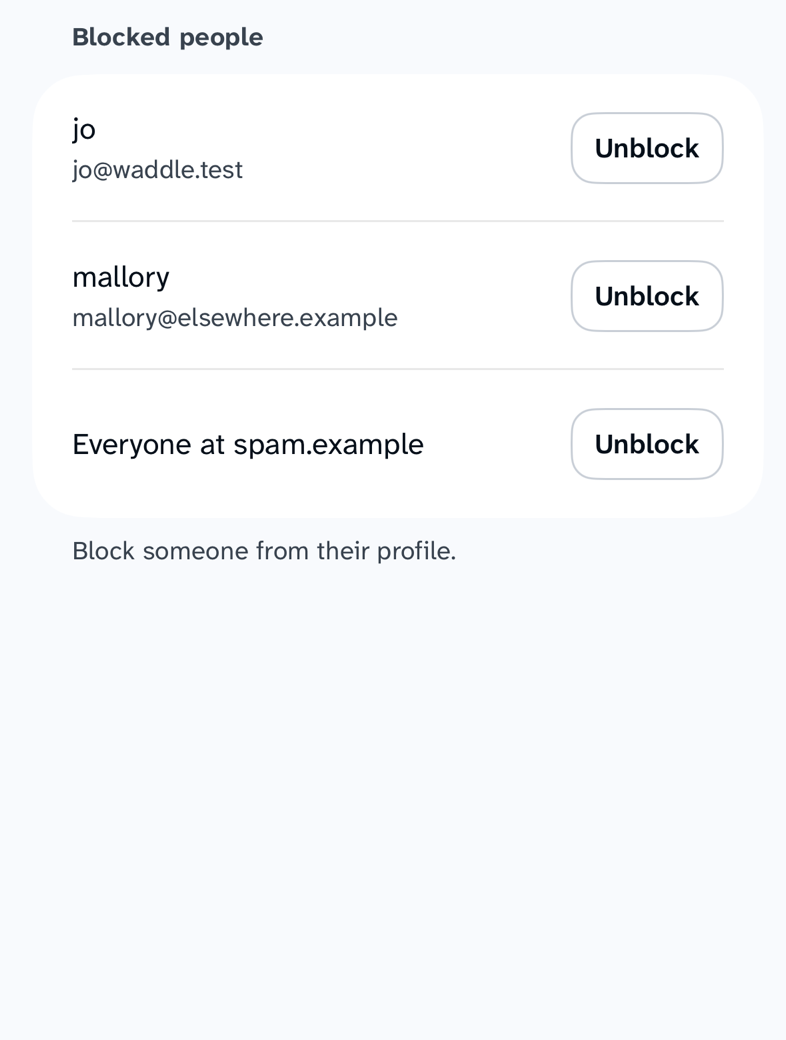 Blocked people
jo
jo@waddle.test
Unblock
mallory
mallory@elsewhere.example
Unblock
Everyone at spam.example
Unblock
Block someone from their profile.